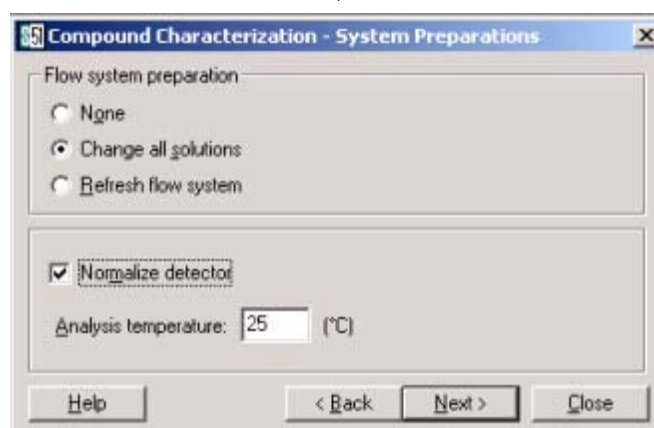 S51 Compound Characterization - System Preparations
Flow system preparation
None
Change all solutions
Refresh flow system
Normalize detector
Analysis temperature: 25 (°C)
Help < Back Next > Close